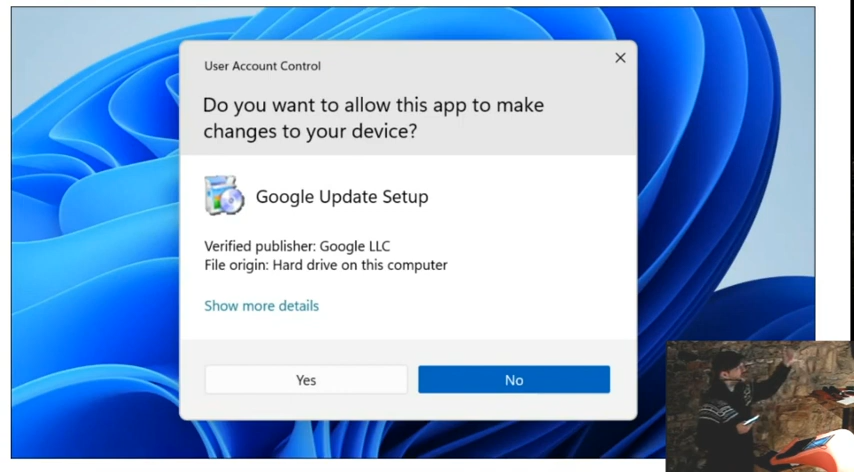 User Account Control
Do you want to allow this app to make
changes to your device?
Google Update Setup
Verified publisher: Google LLC
File origin: Hard drive on this computer
Show more details
Yes
No